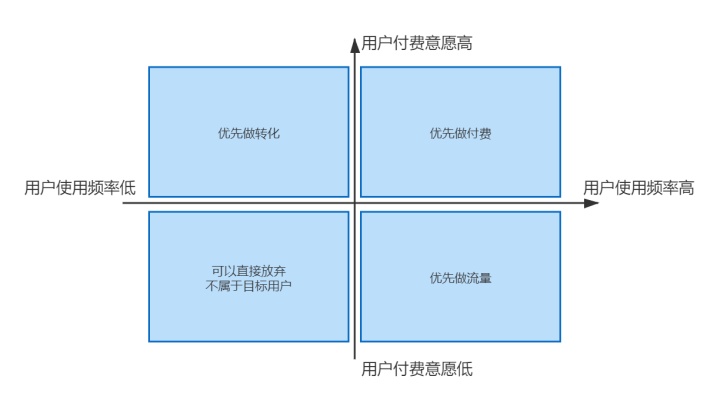 用户付费意愿高
优先做转化
优先做付费
用户使用频率低
用户使用频率高
可以直接放弃
不属于目标用户
优先做流量
用户付费意愿低